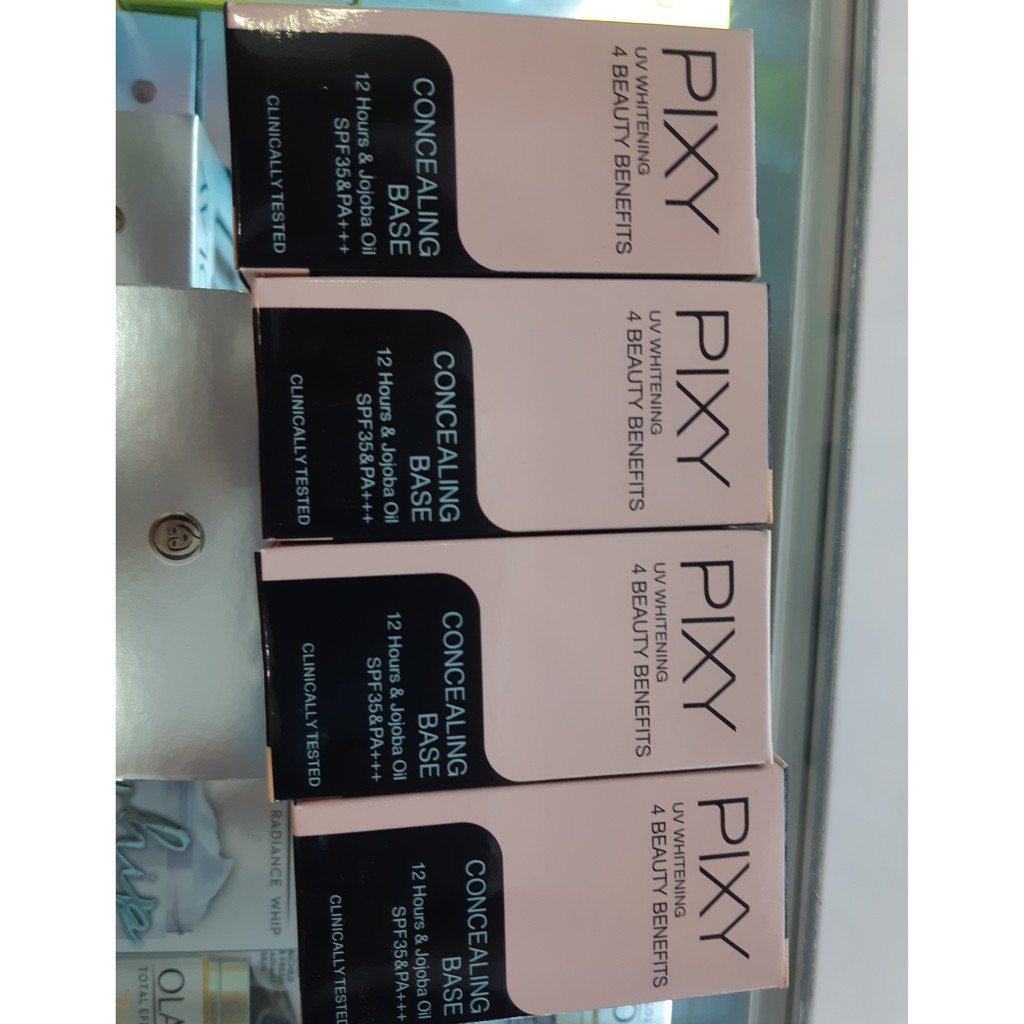 PIXY
UV WHITENING
4 BEAUTY BENEFITS
CONCEALING
BASE
12 Hours & Jojoba Oil
SPF35&PA+++
CLINICALLY TESTED
PIXY
UV WHITENING
4 BEAUTY BENEFITS
CONCEALING
BASE
12 Hours & Jojoba Oil
SPF35&PA+++
CLINICALLY TESTED
PIXY
UV WHITENING
4 BEAUTY BENEFITS
CONCEALING
BASE
12 Hours & Jojoba Oil
SPF35&PA+++
CLINICALLY TESTED
PIXY
UV WHITENING
4 BEAUTY BENEFITS
CONCEALING
BASE
12 Hours & Jojoba Oil
SPF35&PA+++
CLINICALLY TESTED
RADIANCE WHIP
OLA
TOTAL EF